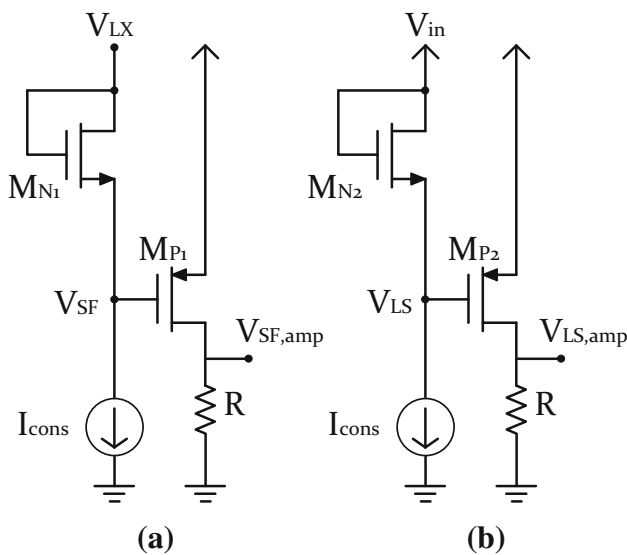 VLX
Vin
MN1
MN2
MP1
MP2
VSF
VLS
VSF,amp
VLS,amp
Icons
R
Icons
R
(a)
(b)